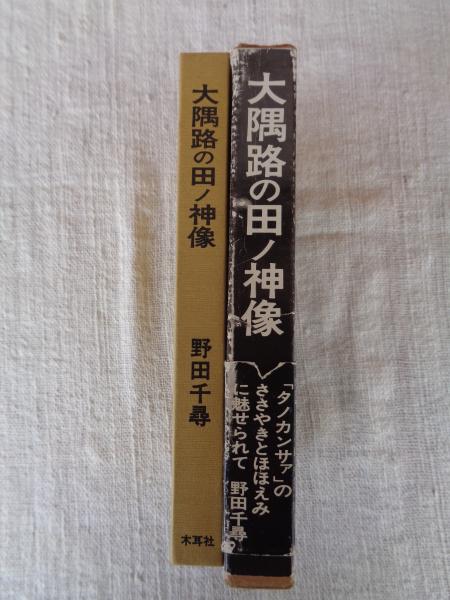 大隅路の田ノ神像
野田千尋
木耳社
大隅路の田ノ神像
「タノカンサァ」の
ささやきとほほえみ
に魅せられて 野田千尋